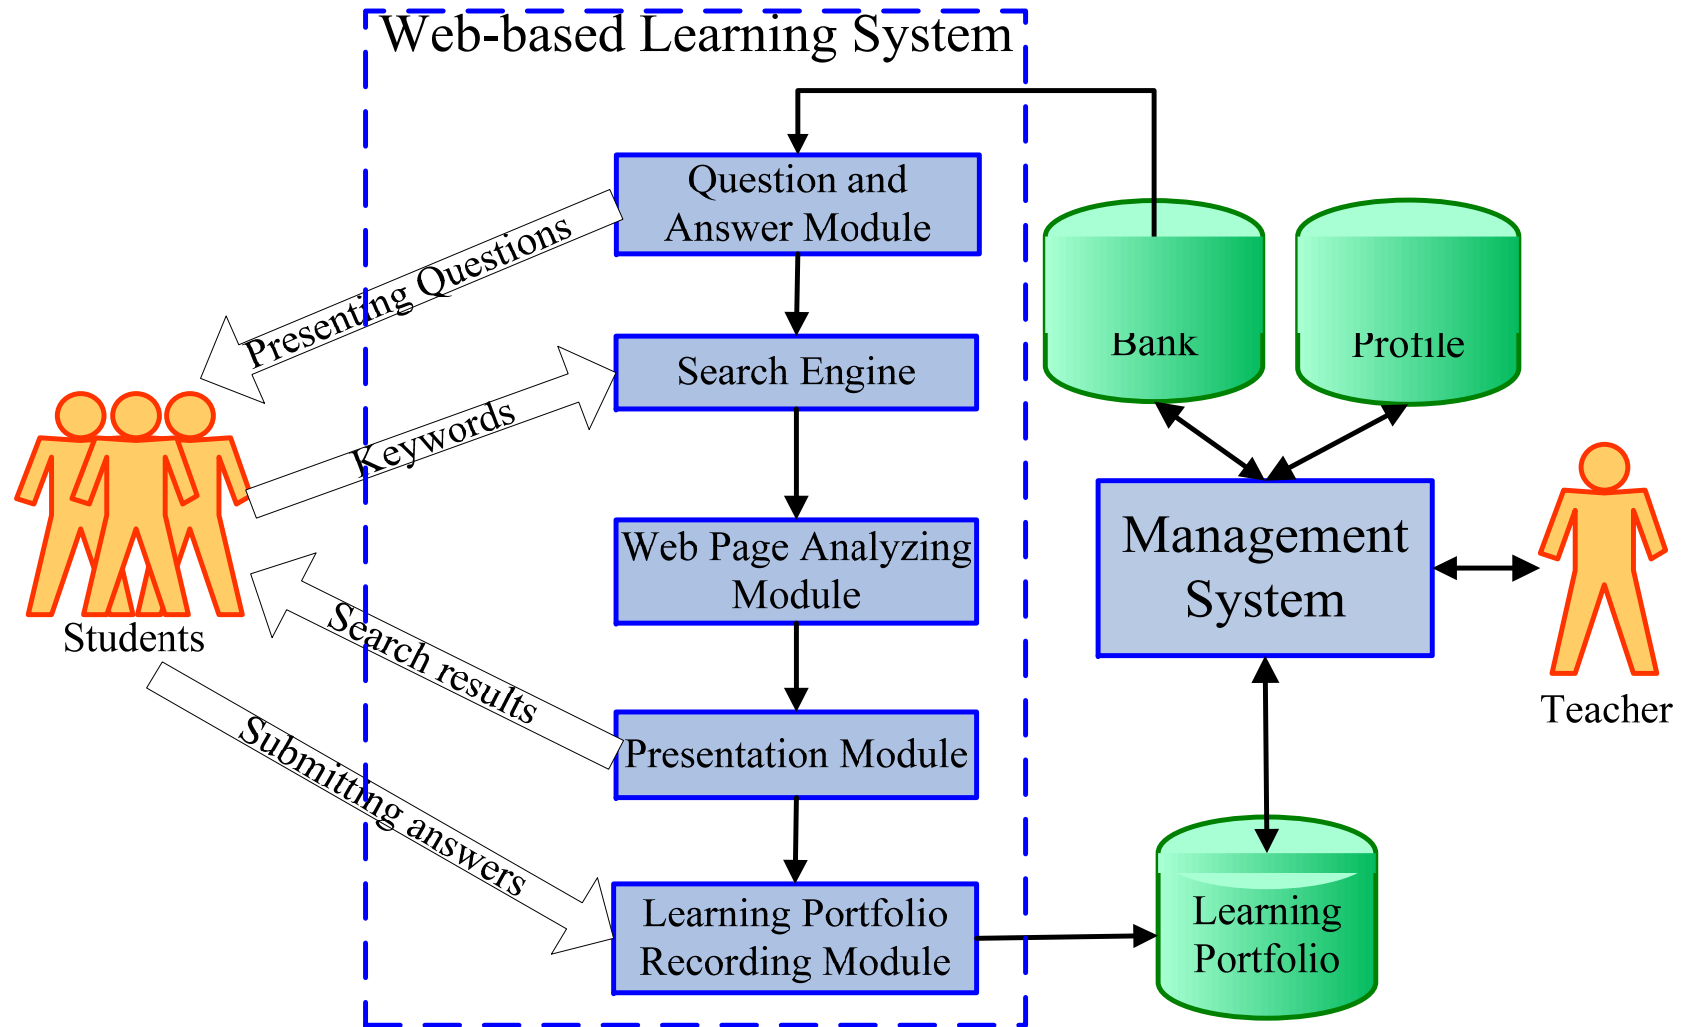 Web-based Learning System
Question and
Answer Module
Presenting Questions
Search Engine
Keywords
Bank
Profile
Web Page Analyzing
Module
Management
System
Students
Search results
Teacher
Presentation Module
Submitting answers
Learning Portfolio
Recording Module
Learning
Portfolio